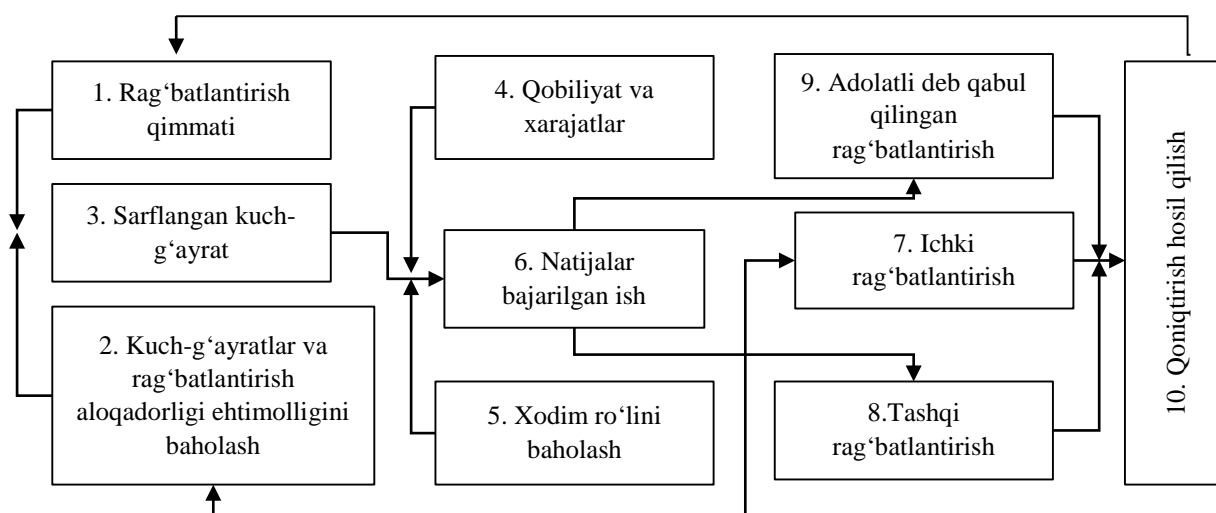 1. Rag‘batlantirish
qimmati
3. Sarflangan kuch-
g‘ayrat
2. Kuch-g‘ayratlar va
rag‘batlantirish
aloqadorligi ehtimolligini
baholash
4. Qobiliyat va
xarajatlar
6. Natijalar
bajarilgan ish
5. Xodim ro‘lini
baholash
9. Adolatli deb qabul
qilingan
rag‘batlantirish
7. Ichki
rag‘batlantirish
8.Tashqi
rag‘batlantirish
10. Qoniqtirish hosil qilish